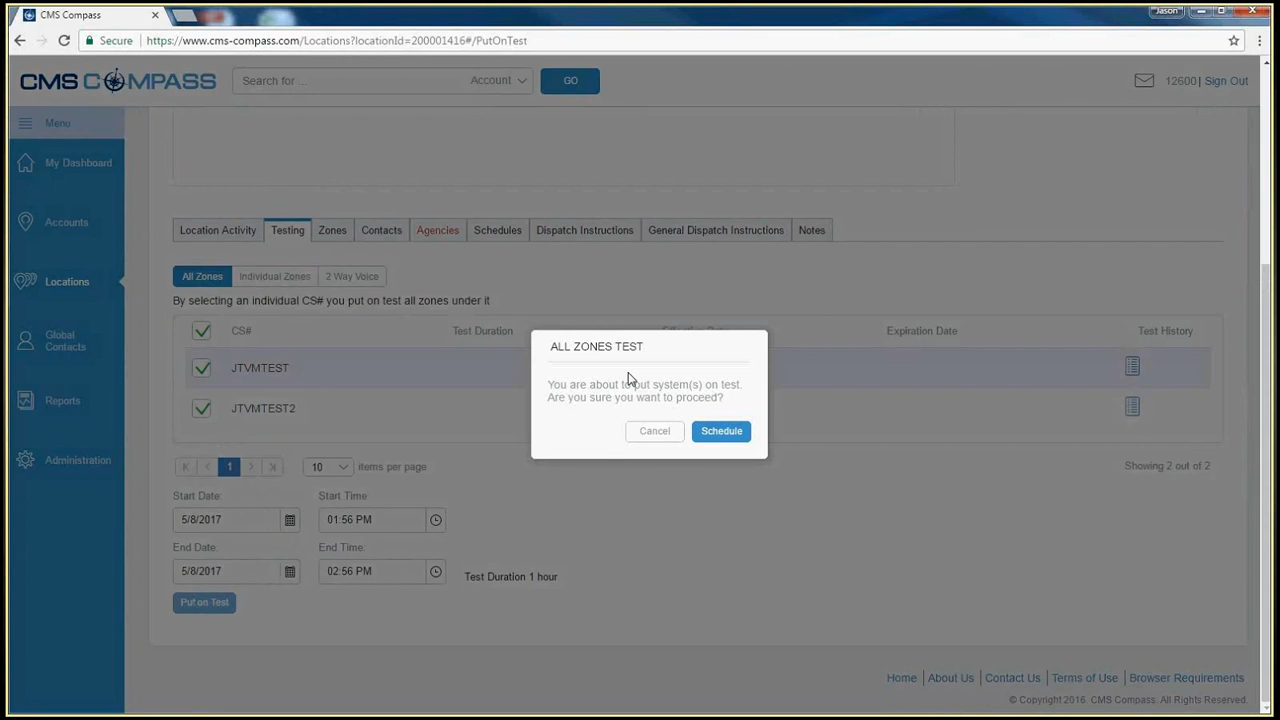 CMS Compass
Jason
Secure https://www.cms-compass.com/Locations?locationId=200001416#/PutOnTest
CMS COMPASS
Search for ... Account GO 12600 | Sign Out
Menu
My Dashboard
Accounts
Locations
Global Contacts
Reports
Administration
Location Activity Testing Zones Contacts Agencies Schedules Dispatch Instructions General Dispatch Instructions Notes
All Zones Individual Zones 2 Way Voice
By selecting an individual CS# you put on test all zones under it
CS# Test Duration Expiration Date Test History
JTVMTEST
JTVMTEST2
ALL ZONES TEST
You are about to put system(s) on test.
Are you sure you want to proceed?
Cancel Schedule
1 10 items per page Showing 2 out of 2
Start Date: Start Time
5/8/2017 01:56 PM
End Date: End Time:
5/8/2017 02:56 PM Test Duration 1 hour
Put on Test
Home | About Us | Contact Us | Terms of Use | Browser Requirements
© Copyright 2016. CMS Compass. All Rights Reserved.